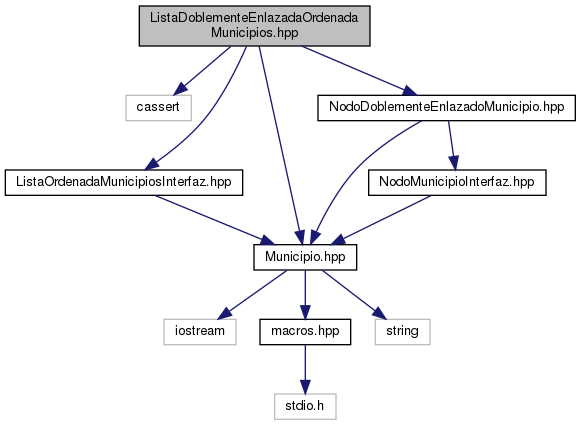 ListaDoblementeEnlazadaOrdenada
Municipios.hpp
cassert
NodoDoblementeEnlazadoMunicipio.hpp
ListaOrdenadaMunicipiosInterfaz.hpp
NodoMunicipioInterfaz.hpp
Municipio.hpp
iostream
macros.hpp
string
stdio.h